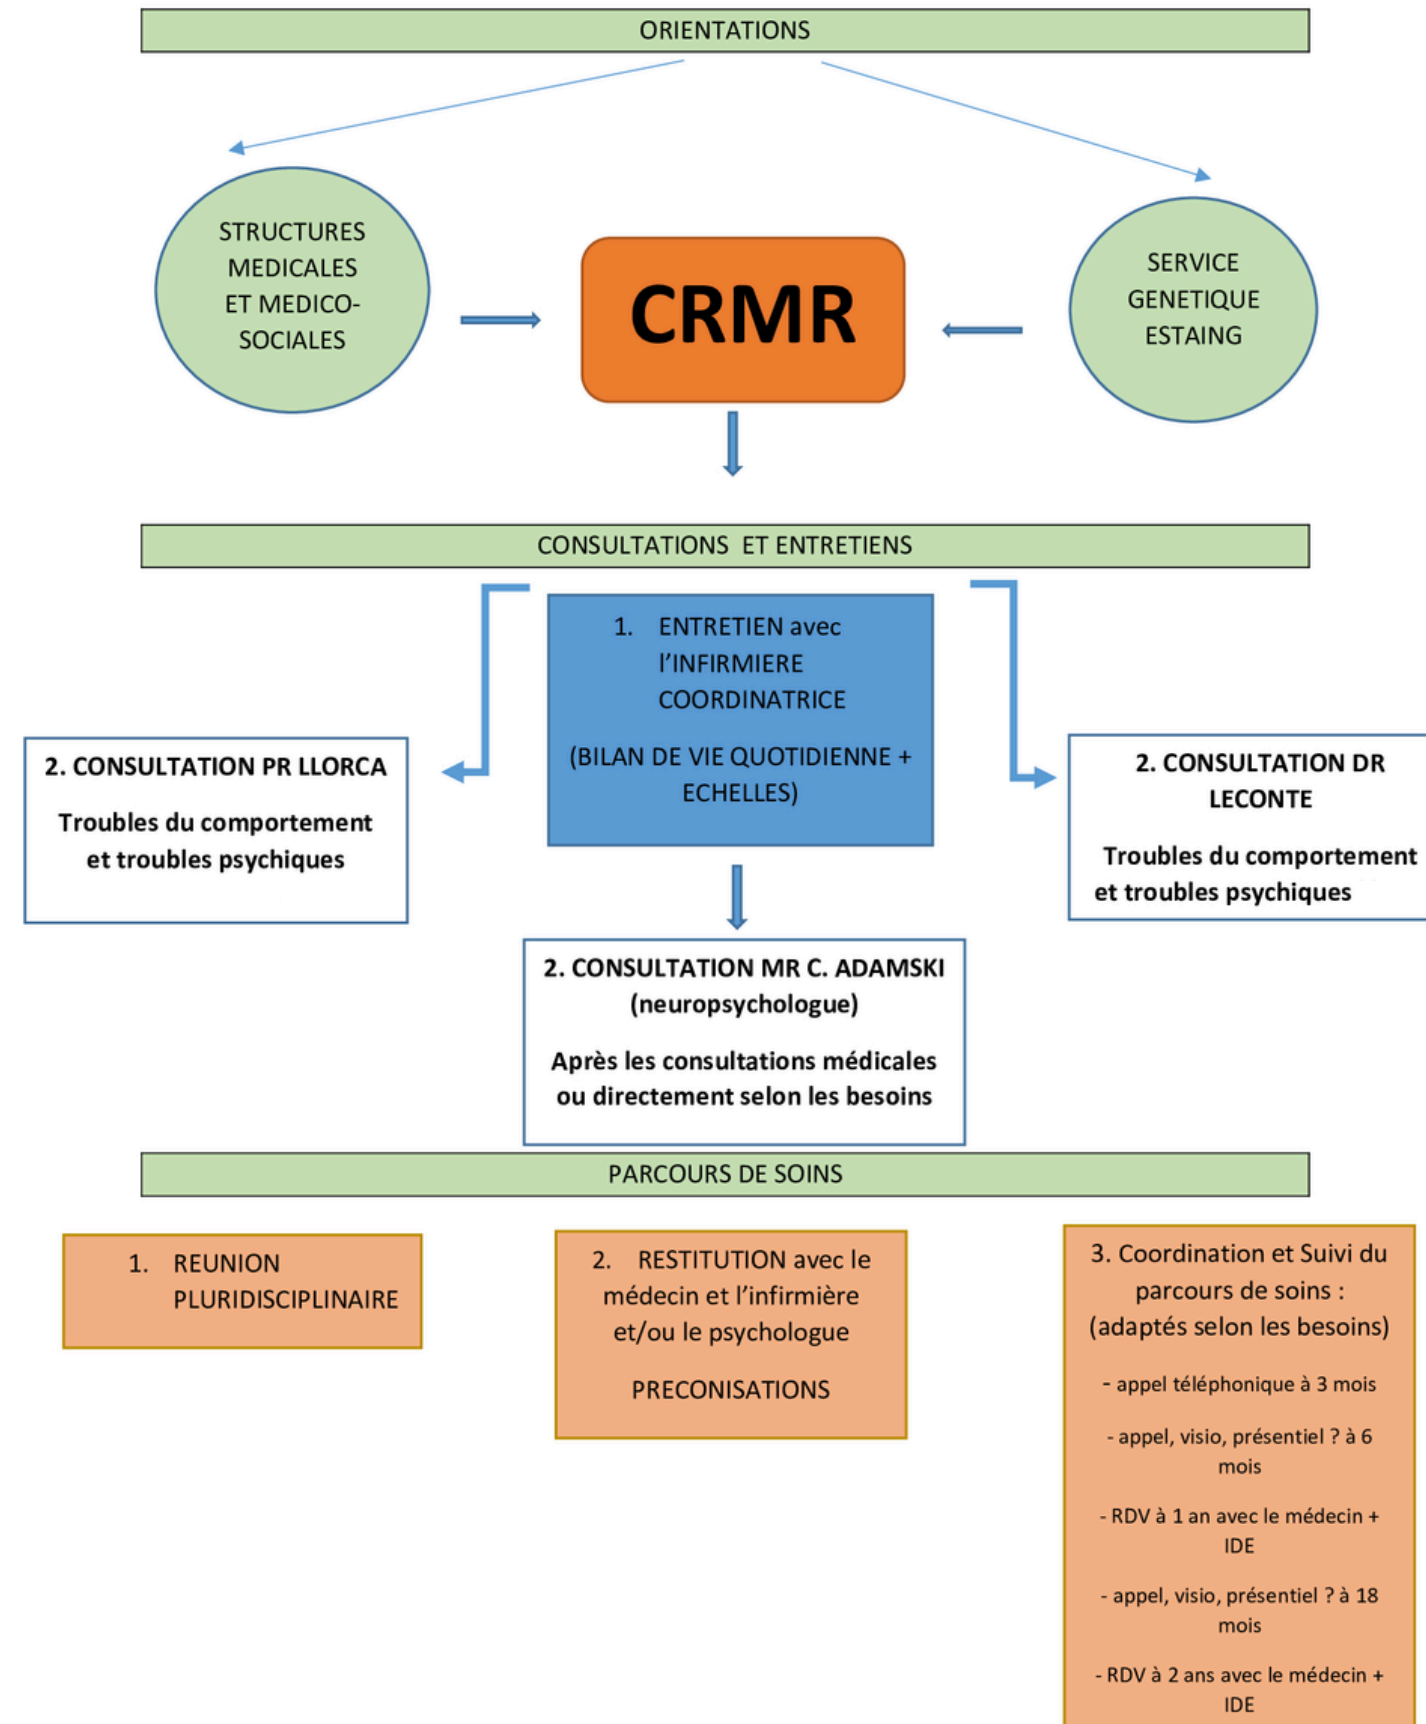 ORIENTATIONS
STRUCTURES
MEDICALES
ET MEDICO-
SOCIALES
CRMR
SERVICE
GENETIQUE
ESTAING
CONSULTATIONS ET ENTRETIENS
1. ENTRETIEN avec
l’INFIRMIERE
COORDINATRICE
(BILAN DE VIE QUOTIDIENNE +
ECHELLES)
2. CONSULTATION PR LLORCA
Troubles du comportement
et troubles psychiques
2. CONSULTATION DR
LECONTE
Troubles du comportement
et troubles psychiques
2. CONSULTATION MR C. ADAMSKI
(neuropsychologue)
Après les consultations médicales
ou directement selon les besoins
PARCOURS DE SOINS
1. REUNION
PLURIDISCIPLINAIRE
2. RESTITUTION avec le
médecin et l’infirmière
et/ou le psychologue
PRECONISATIONS
3. Coordination et Suivi du
parcours de soins :
(adaptés selon les besoins)
- appel téléphonique à 3 mois
- appel, visio, présentiel ? à 6
mois
- RDV à 1 an avec le médecin +
IDE
- appel, visio, présentiel ? à 18
mois
- RDV à 2 ans avec le médecin +
IDE